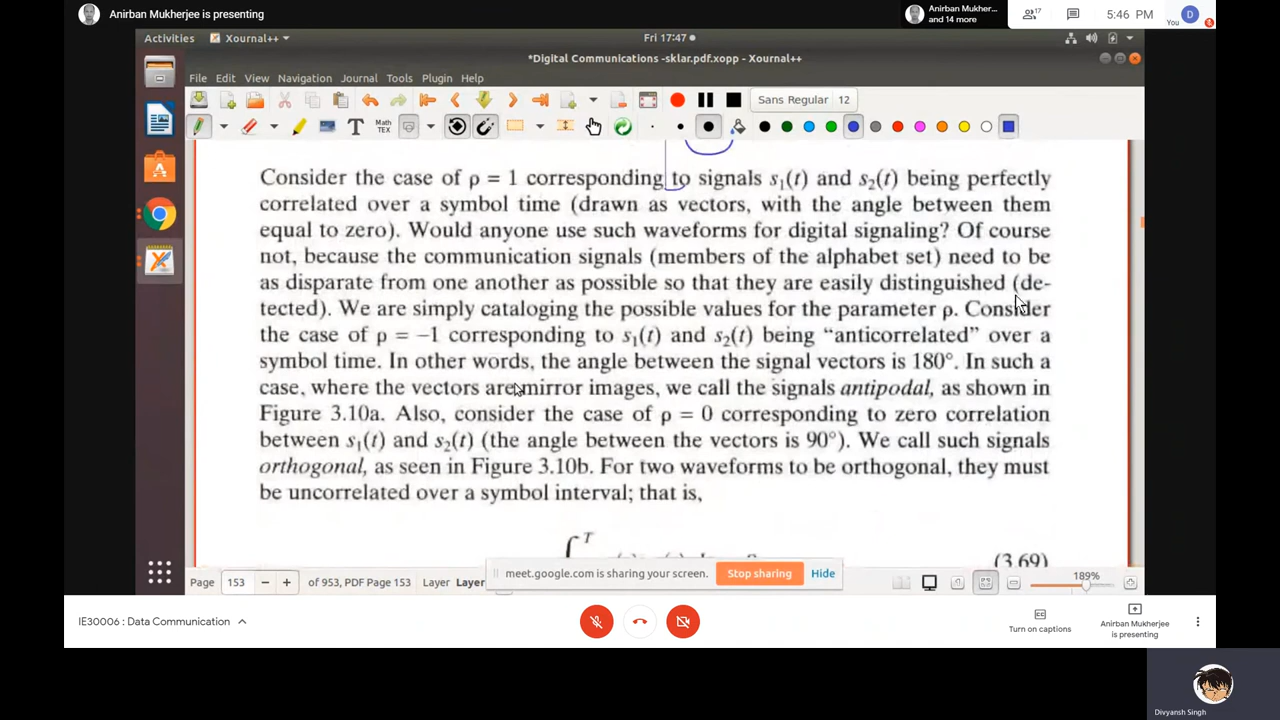 Anirban Mukherjee is presenting
Anirban Mukher...
and 14 more
17
5:46 PM
You
D
Activities
Xournal++
Fri 17:47
*Digital Communications -sklar.pdf.xopp - Xournal++
File Edit View Navigation Journal Tools Plugin Help
Sans Regular 12
T
Math
TEX
Consider the case of ρ = 1 corresponding to signals s₁(t) and s₂(t) being perfectly
correlated over a symbol time (drawn as vectors, with the angle between them
equal to zero). Would anyone use such waveforms for digital signaling? Of course
not, because the communication signals (members of the alphabet set) need to be
as disparate from one another as possible so that they are easily distinguished (de-
tected). We are simply cataloging the possible values for the parameter ρ. Consider
the case of ρ = −1 corresponding to s₁(t) and s₂(t) being “anticorrelated” over a
symbol time. In other words, the angle between the signal vectors is 180°. In such a
case, where the vectors are mirror images, we call the signals antipodal, as shown in
Figure 3.10a. Also, consider the case of ρ = 0 corresponding to zero correlation
between s₁(t) and s₂(t) (the angle between the vectors is 90°). We call such signals
orthogonal, as seen in Figure 3.10b. For two waveforms to be orthogonal, they must
be uncorrelated over a symbol interval; that is,
T
(3.69)
meet.google.com is sharing your screen. Stop sharing Hide
Page 153 − + of 953, PDF Page 153 Layer Layer
189%
IE30006 : Data Communication
Turn on captions
Anirban Mukherjee
is presenting
Divyansh Singh